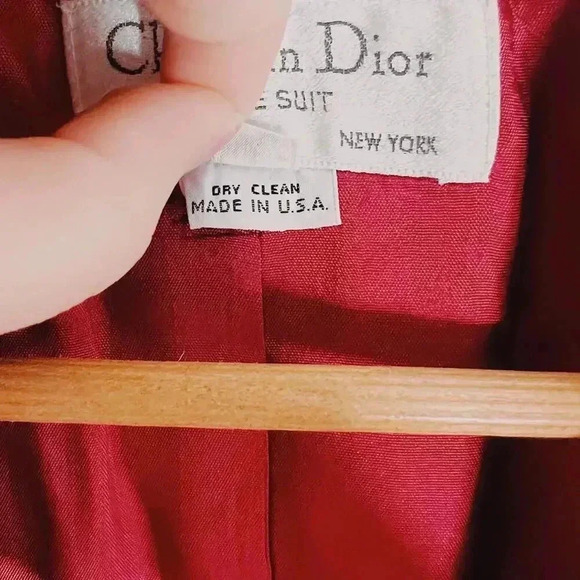 Dior
SUIT
NEW YORK
DRY CLEAN
MADE IN U.S.A.